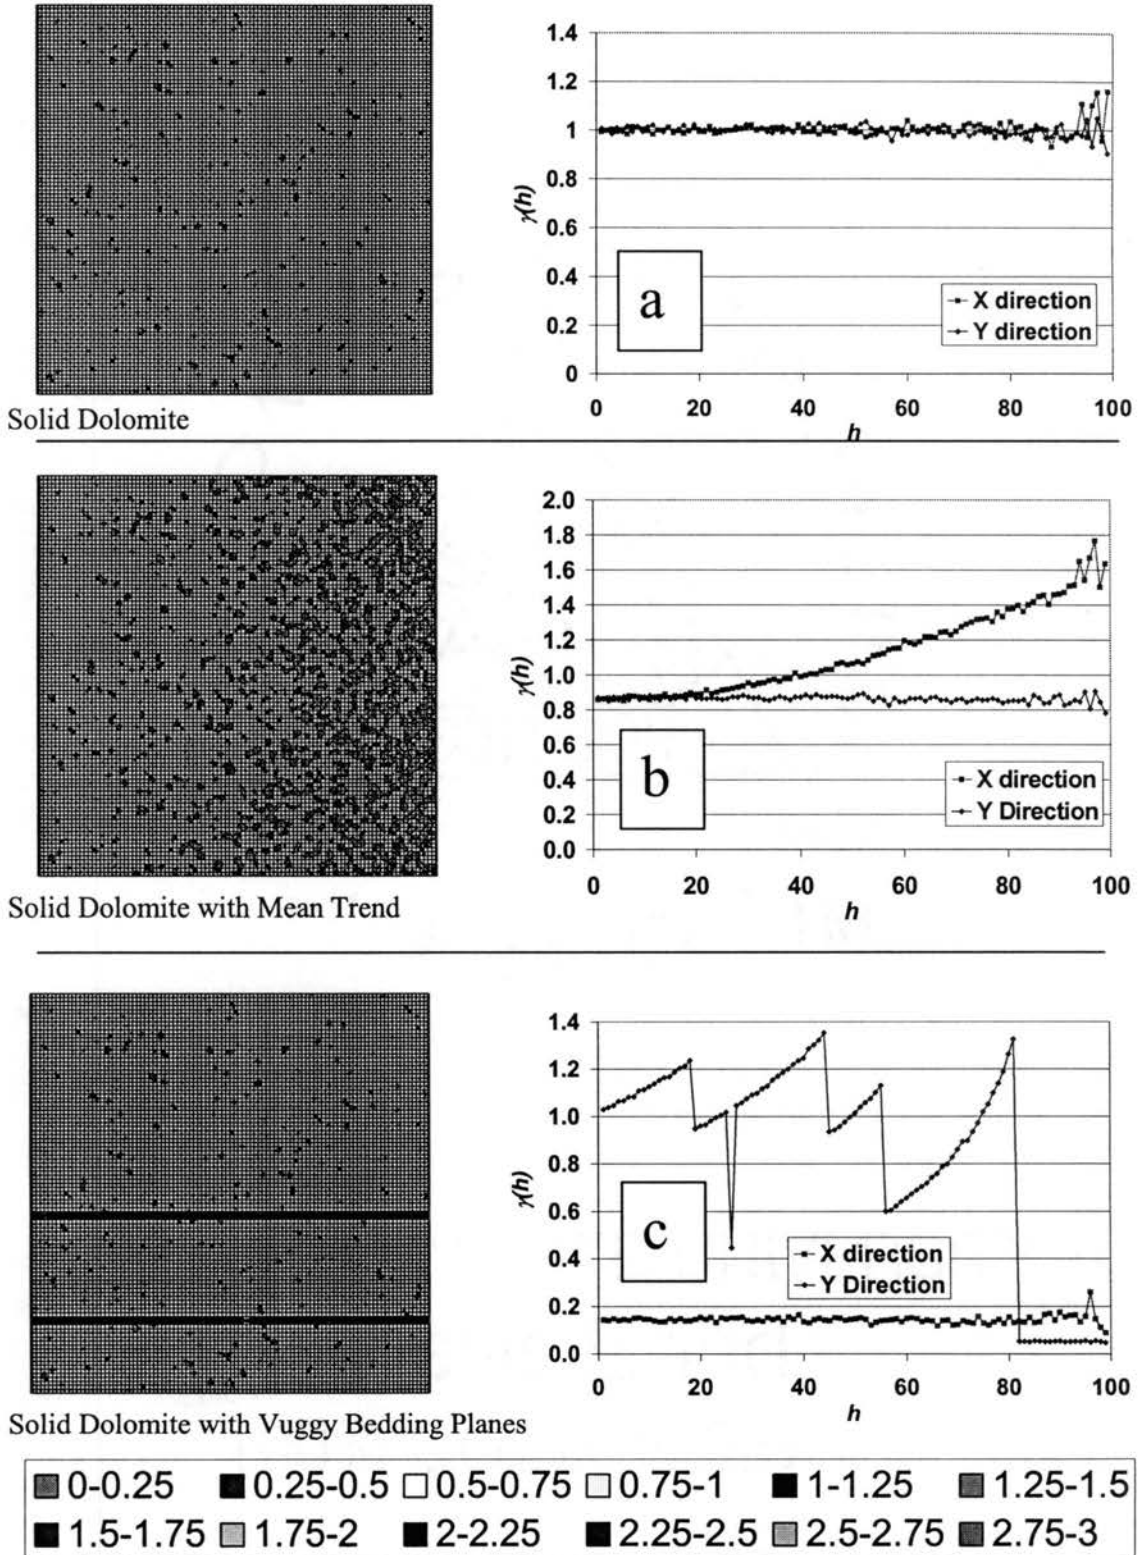 1.4
1.2
1
0.8
0.6
0.4
0.2
0
γ(h)
a
X direction
Y direction
0 20 40 60 80 100
h
Solid Dolomite
2.0
1.8
1.6
1.4
1.2
1.0
0.8
0.6
0.4
0.2
0.0
γ(h)
b
X direction
Y Direction
0 20 40 60 80 100
h
Solid Dolomite with Mean Trend
1.4
1.2
1.0
0.8
0.6
0.4
0.2
0.0
γ(h)
c
X direction
Y Direction
0 20 40 60 80 100
h
Solid Dolomite with Vuggy Bedding Planes
0-0.25 0.25-0.5 0.5-0.75 0.75-1 1-1.25 1.25-1.5
1.5-1.75 1.75-2 2-2.25 2.25-2.5 2.5-2.75 2.75-3